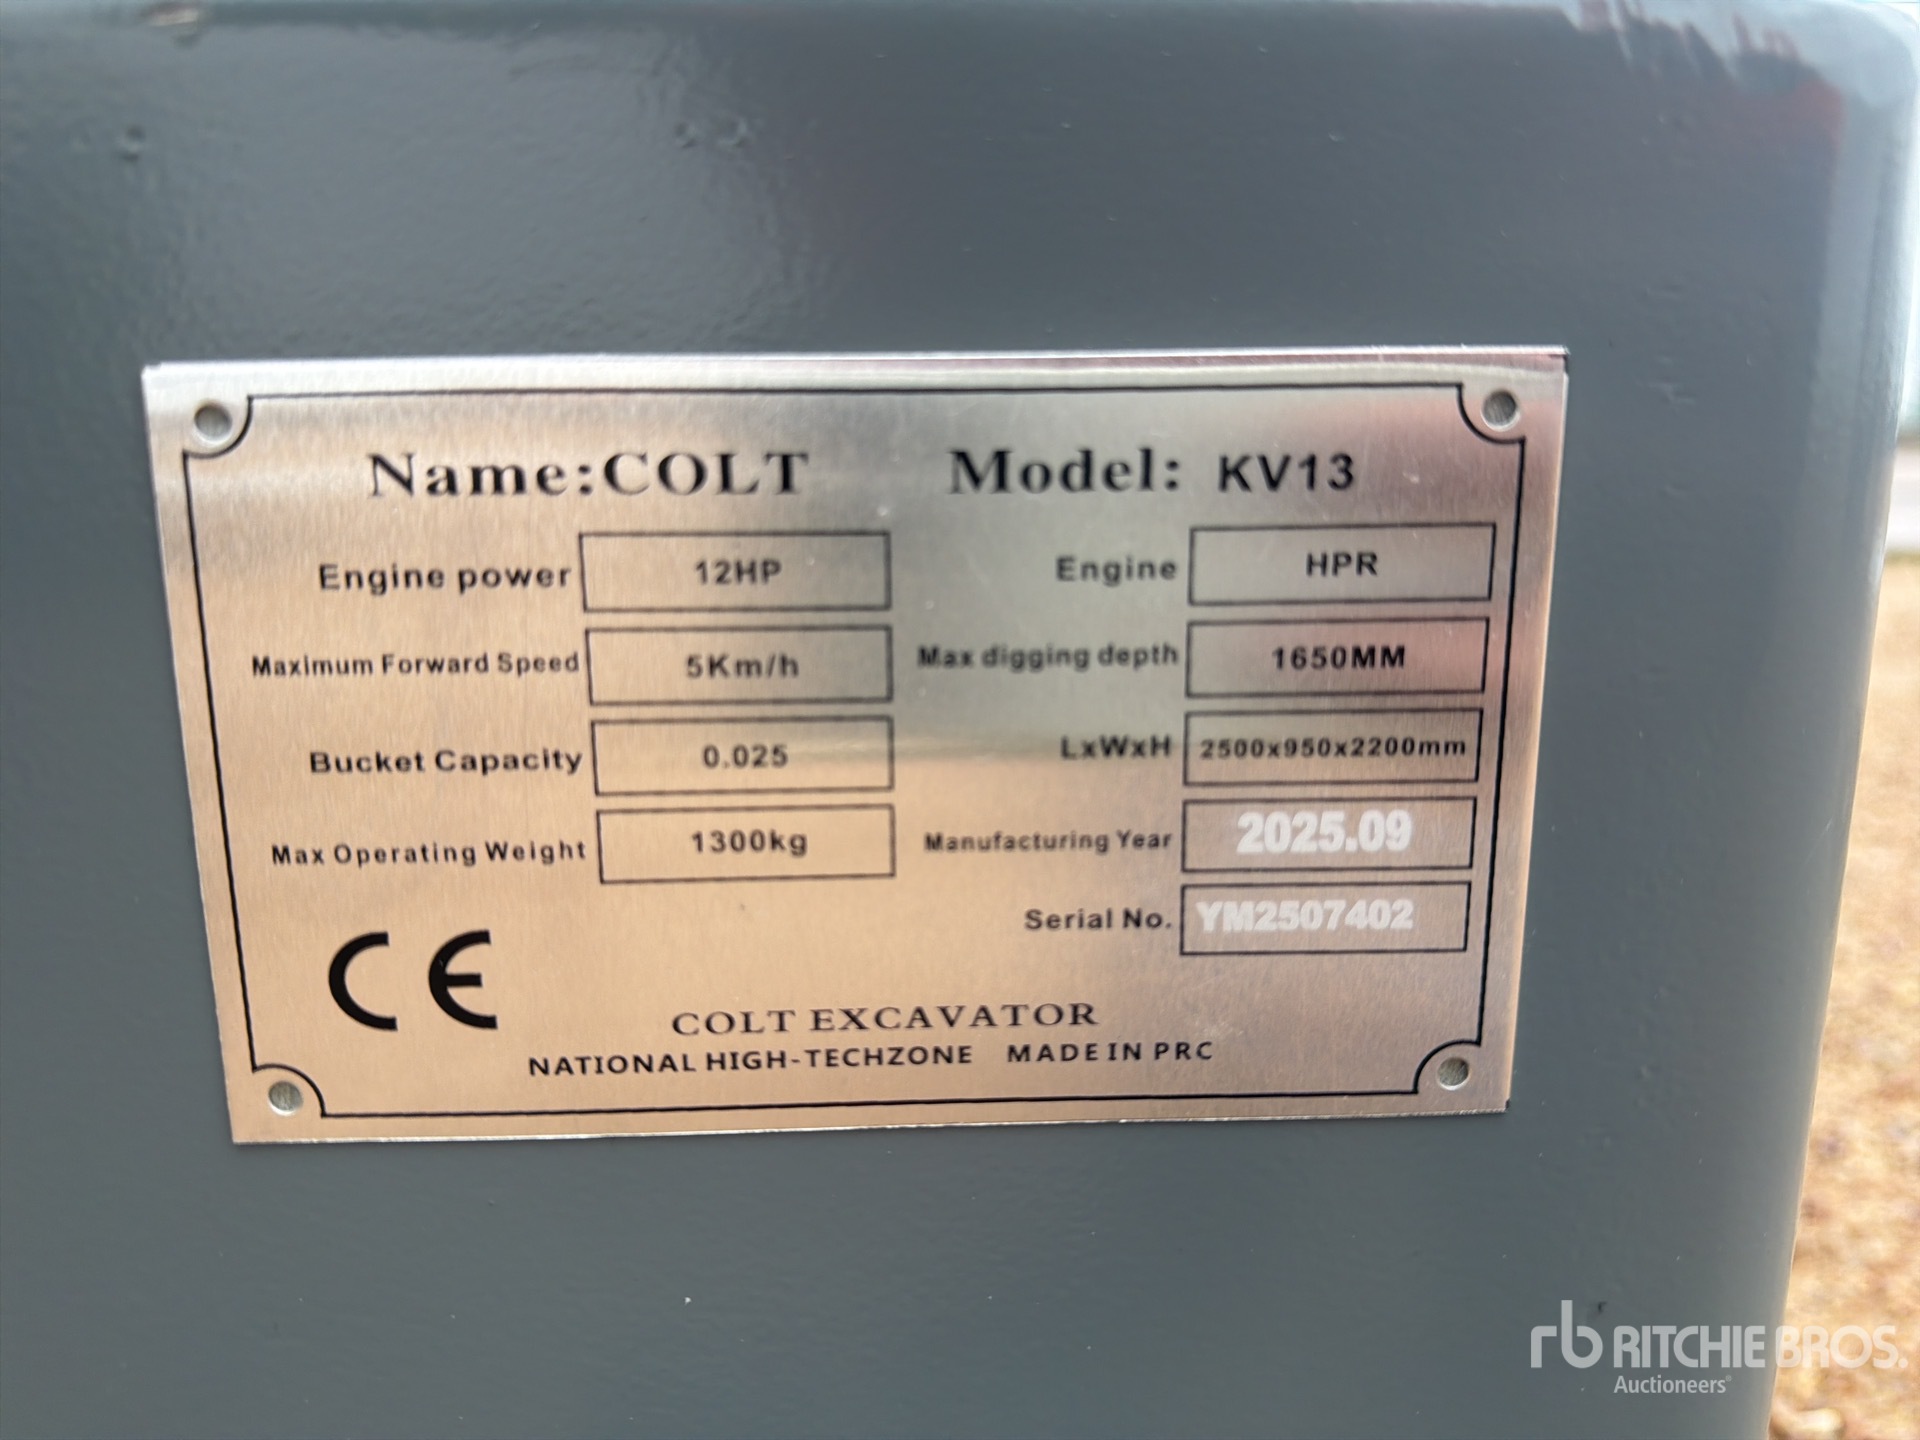 Name:COLT Model: KV13
Engine power 12HP Engine HPR
Maximum Forward Speed 5Km/h Max digging depth 1650MM
Bucket Capacity 0.025 LxWxH 2500x950x2200mm
Max Operating Weight 1300kg Manufacturing Year 2025.09
Serial No. YM2507402
CE
COLT EXCAVATOR
NATIONAL HIGH-TECHZONE MADE IN PRC
rb RITCHIE BROS.
Auctioneers®